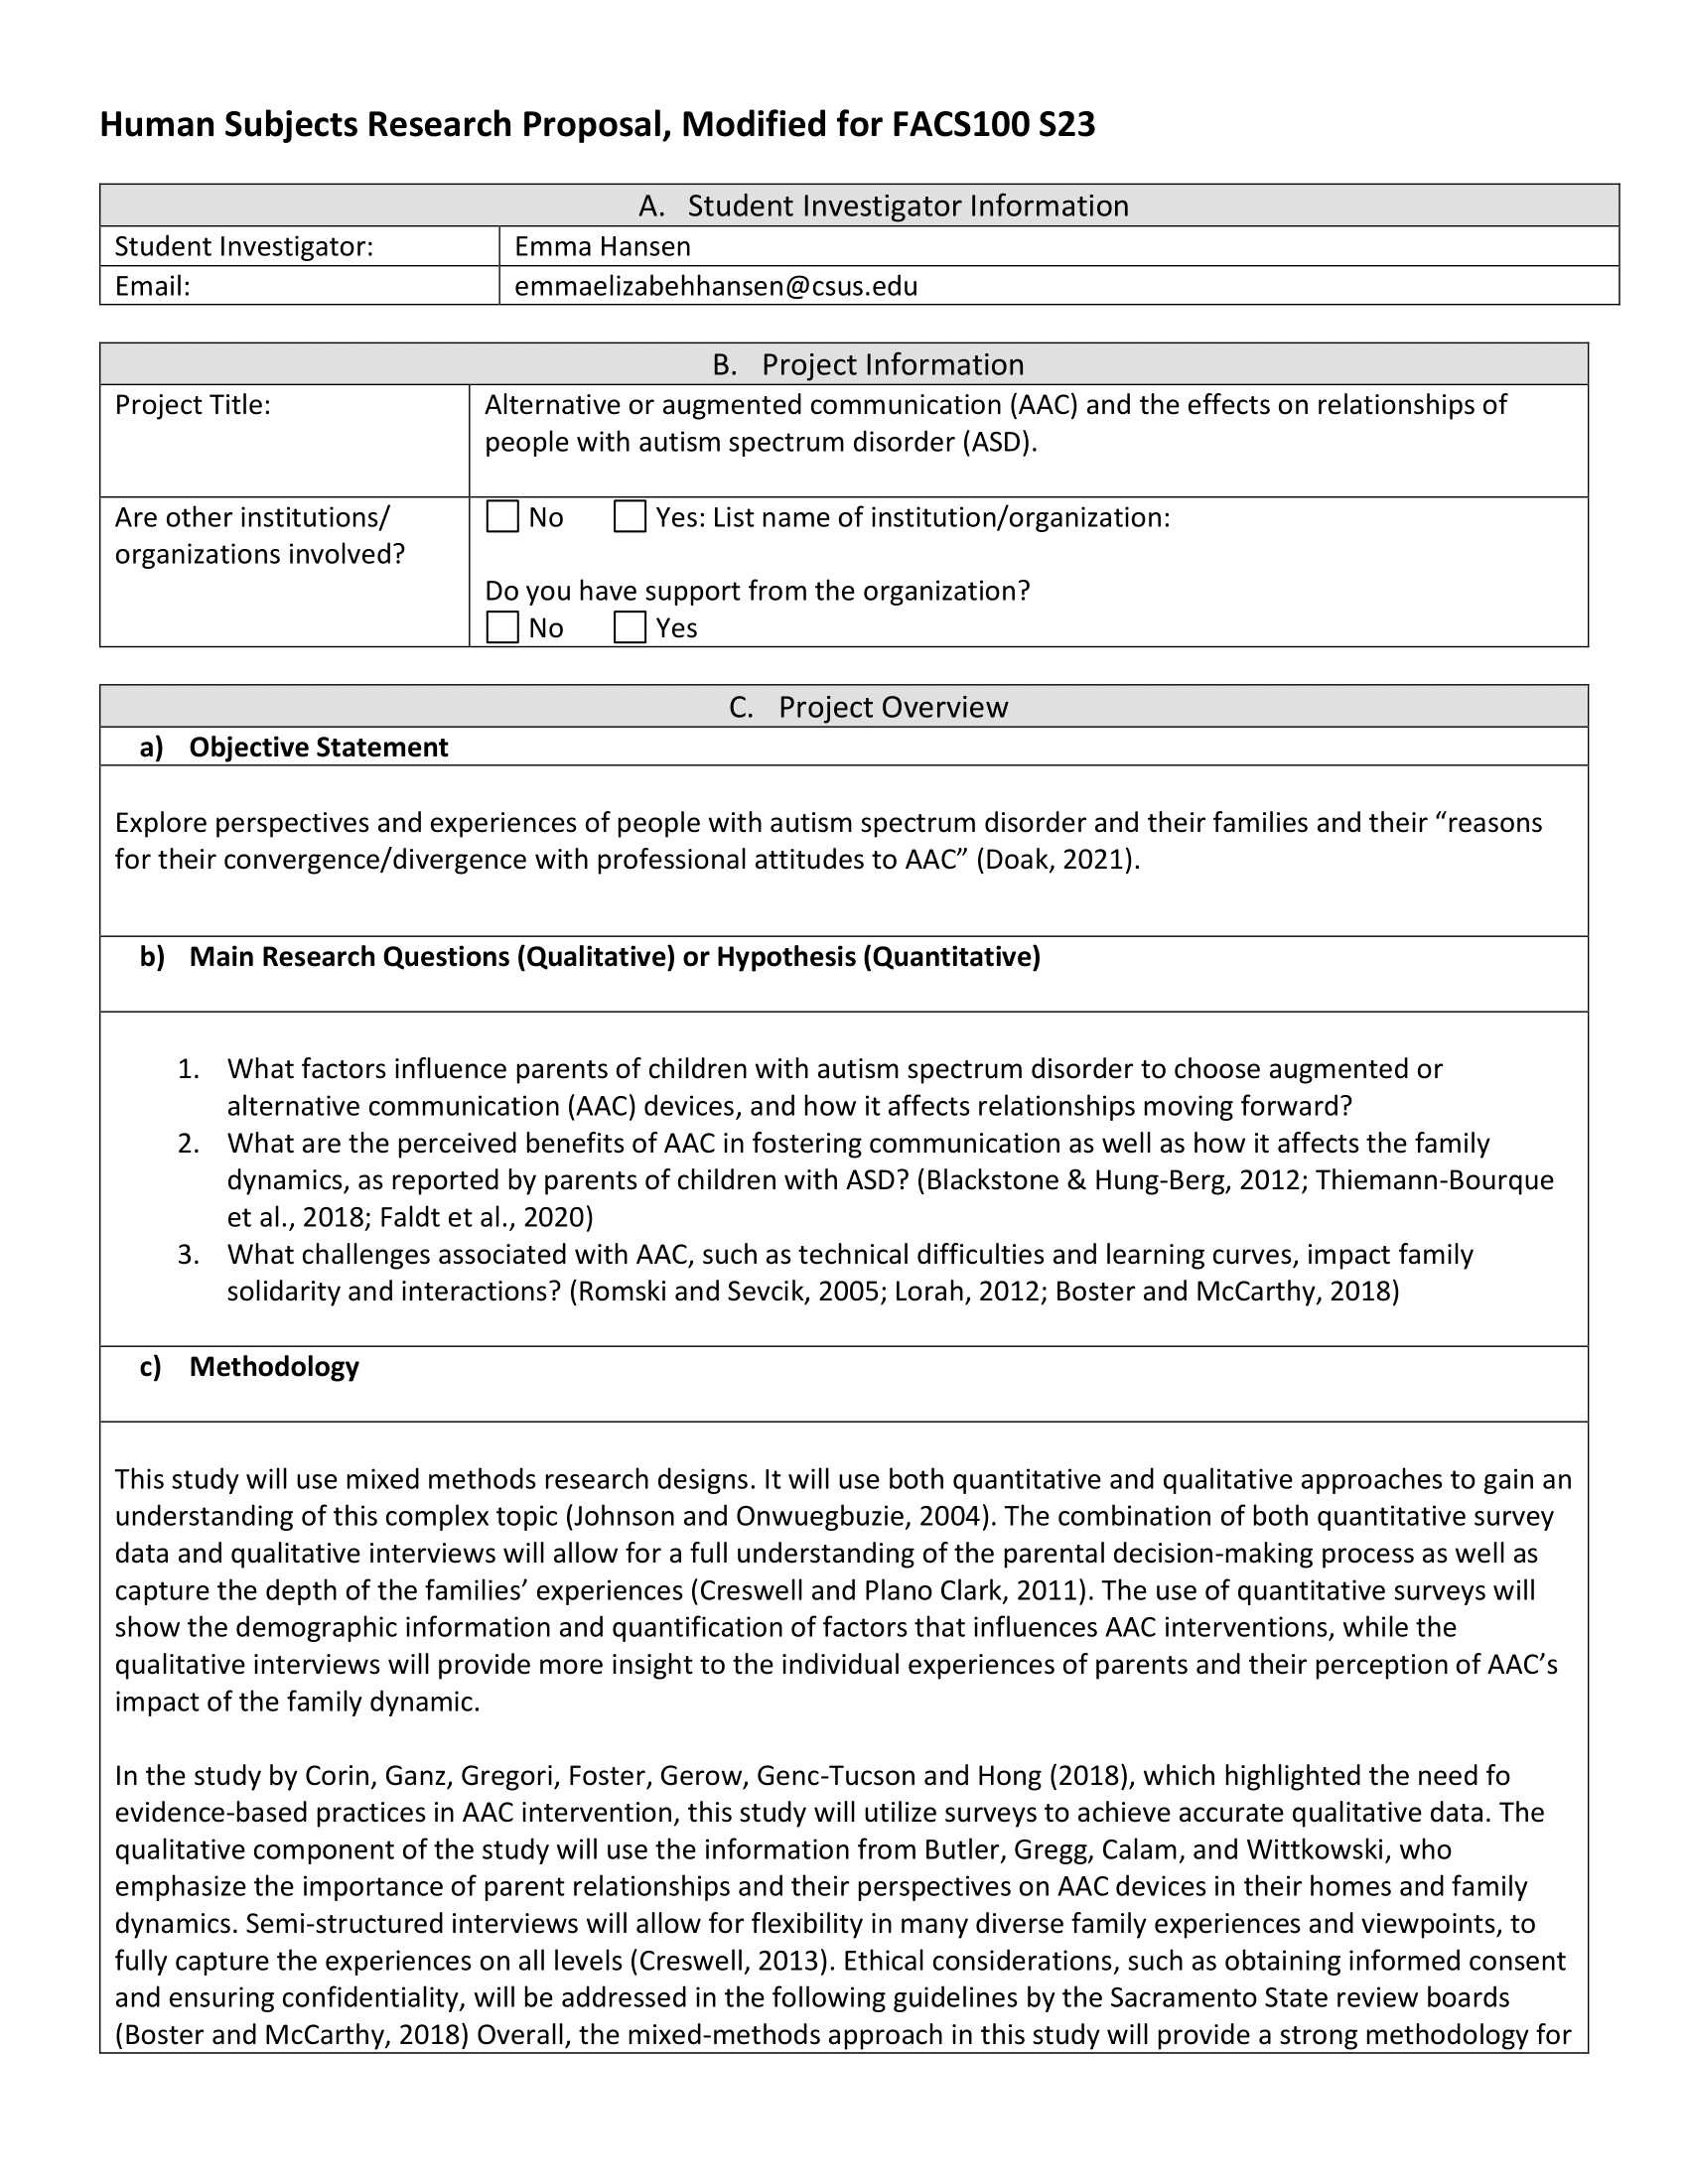 Human Subjects Research Proposal, Modified for FACS100 S23
A. Student Investigator Information
Student Investigator: Emma Hansen
Email: emmaelizabehhansen@csus.edu
B. Project Information
Project Title: Alternative or augmented communication (AAC) and the effects on relationships of
people with autism spectrum disorder (ASD).
Are other institutions/ No Yes: List name of institution/organization:
organizations involved?
Do you have support from the organization?
No Yes
C. Project Overview
a) Objective Statement
Explore perspectives and experiences of people with autism spectrum disorder and their families and their “reasons
for their convergence/divergence with professional attitudes to AAC” (Doak, 2021).
b) Main Research Questions (Qualitative) or Hypothesis (Quantitative)
1. What factors influence parents of children with autism spectrum disorder to choose augmented or
alternative communication (AAC) devices, and how it affects relationships moving forward?
2. What are the perceived benefits of AAC in fostering communication as well as how it affects the family
dynamics, as reported by parents of children with ASD? (Blackstone & Hung-Berg, 2012; Thiemann-Bourque
et al., 2018; Faldt et al., 2020)
3. What challenges associated with AAC, such as technical difficulties and learning curves, impact family
solidarity and interactions? (Romski and Sevcik, 2005; Lorah, 2012; Boster and McCarthy, 2018)
c) Methodology
This study will use mixed methods research designs. It will use both quantitative and qualitative approaches to gain an
understanding of this complex topic (Johnson and Onwuegbuzie, 2004). The combination of both quantitative survey
data and qualitative interviews will allow for a full understanding of the parental decision-making process as well as
capture the depth of the families’ experiences (Creswell and Plano Clark, 2011). The use of quantitative surveys will
show the demographic information and quantification of factors that influences AAC interventions, while the
qualitative interviews will provide more insight to the individual experiences of parents and their perception of AAC’s
impact of the family dynamic.
In the study by Corin, Ganz, Gregori, Foster, Gerow, Genc-Tucson and Hong (2018), which highlighted the need fo
evidence-based practices in AAC intervention, this study will utilize surveys to achieve accurate qualitative data. The
qualitative component of the study will use the information from Butler, Gregg, Calam, and Wittkowski, who
emphasize the importance of parent relationships and their perspectives on AAC devices in their homes and family
dynamics. Semi-structured interviews will allow for flexibility in many diverse family experiences and viewpoints, to
fully capture the experiences on all levels (Creswell, 2013). Ethical considerations, such as obtaining informed consent
and ensuring confidentiality, will be addressed in the following guidelines by the Sacramento State review boards
(Boster and McCarthy, 2018) Overall, the mixed-methods approach in this study will provide a strong methodology for